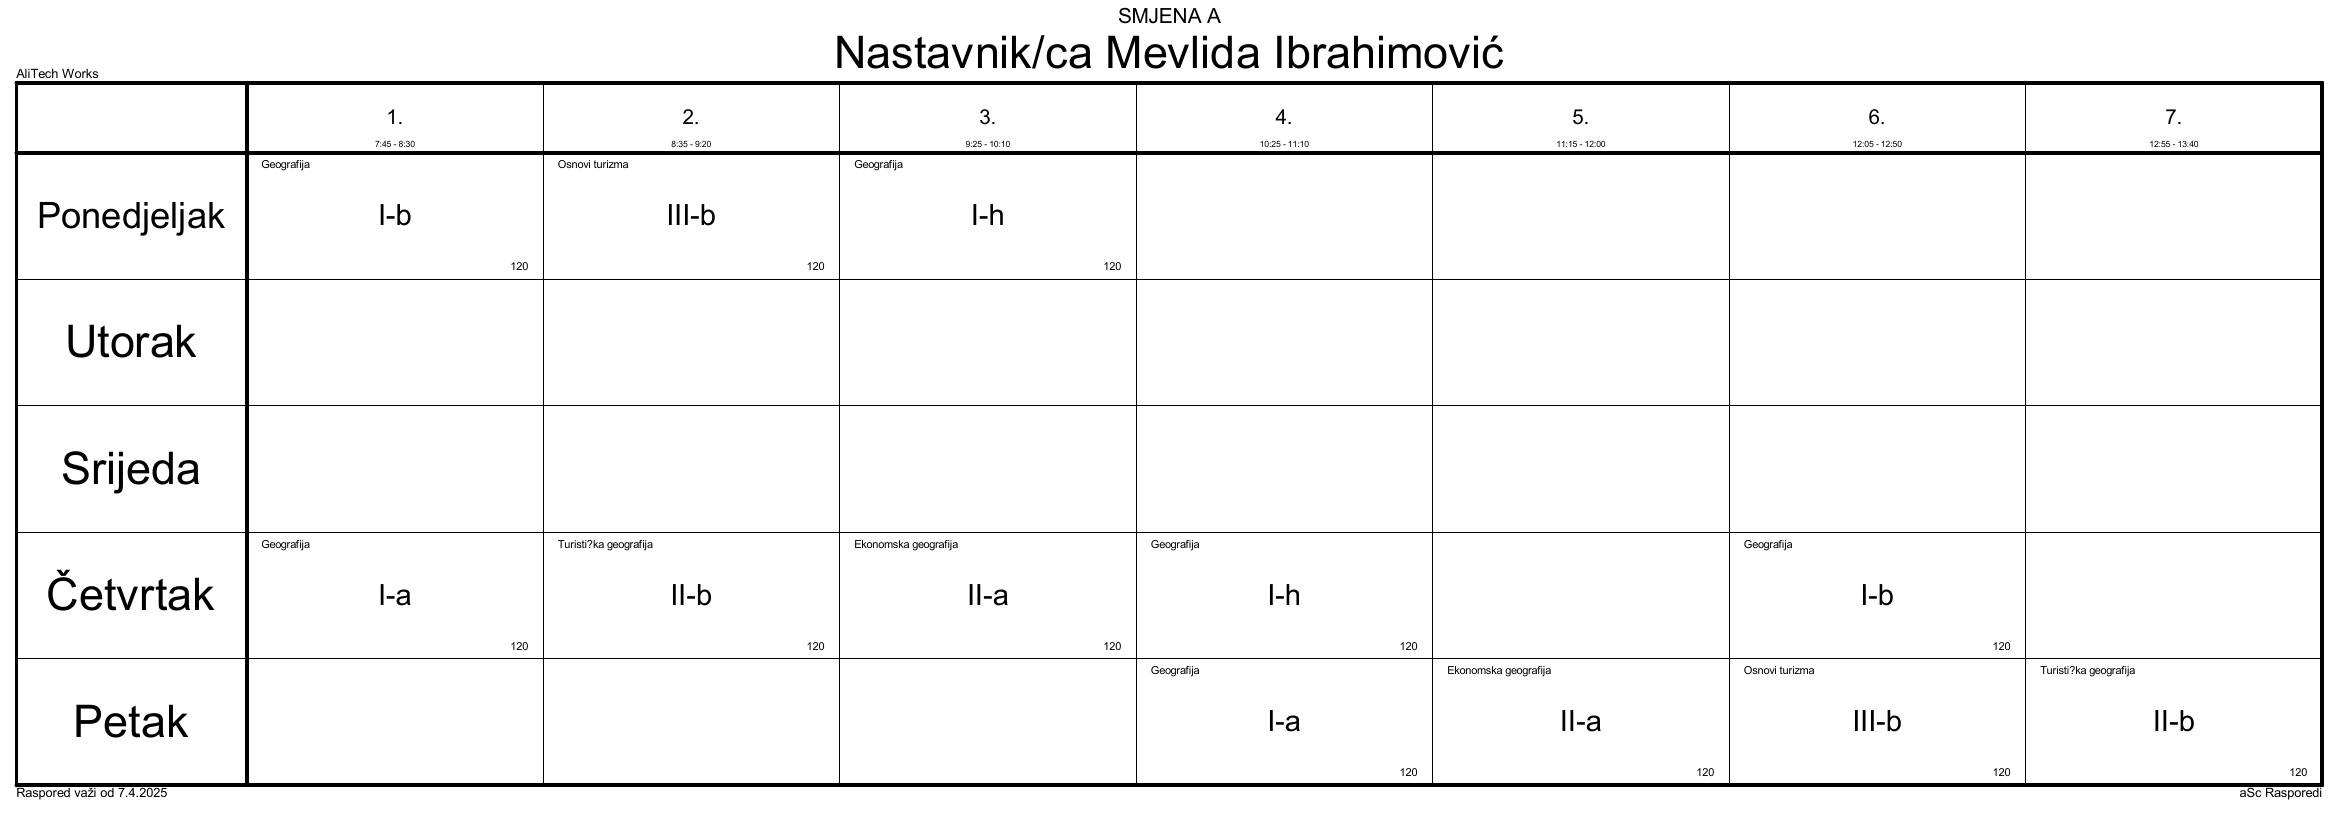 SMJENA A
Nastavnik/ca Mevlida Ibrahimović
AliTech Works
1. 2. 3. 4. 5. 6. 7.
7:45 - 8:30 8:35 - 9:20 9:25 - 10:10 10:25 - 11:10 11:15 - 12:00 12:05 - 12:50 12:55 - 13:40
Geografija Osnovi turizma Geografija
Ponedjeljak I-b III-b I-h
120 120 120
Utorak
Srijeda
Geografija Turisti?ka geografija Ekonomska geografija Geografija Geografija
Četvrtak I-a II-b II-a I-h I-b
120 120 120 120 120
Geografija Ekonomska geografija Osnovi turizma Turisti?ka geografija
Petak I-a II-a III-b II-b
120 120 120 120
Raspored važi od 7.4.2025 aSc Rasporedi